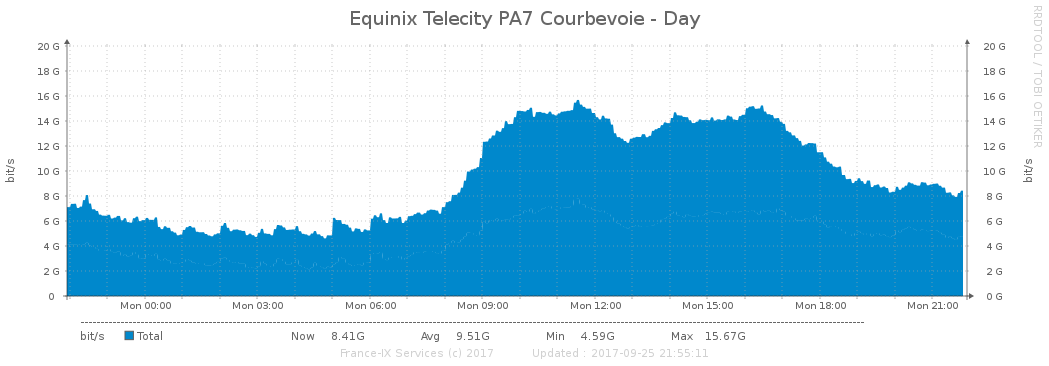 Equinix Telecity PA7 Courbevoie - Day
RRDTOOL / TOBI OETIKER
20 G 20 G
18 G 18 G
16 G 16 G
14 G 14 G
12 G 12 G
10 G 10 G
8 G 8 G
6 G 6 G
4 G 4 G
2 G 2 G
0 0 G
bit/s
bit/s
Mon 00:00 Mon 03:00 Mon 06:00 Mon 09:00 Mon 12:00 Mon 15:00 Mon 18:00 Mon 21:00
bit/s Total Now 8.41G Avg 9.51G Min 4.59G Max 15.67G
France-IX Services (c) 2017 Updated : 2017-09-25 21:55:11